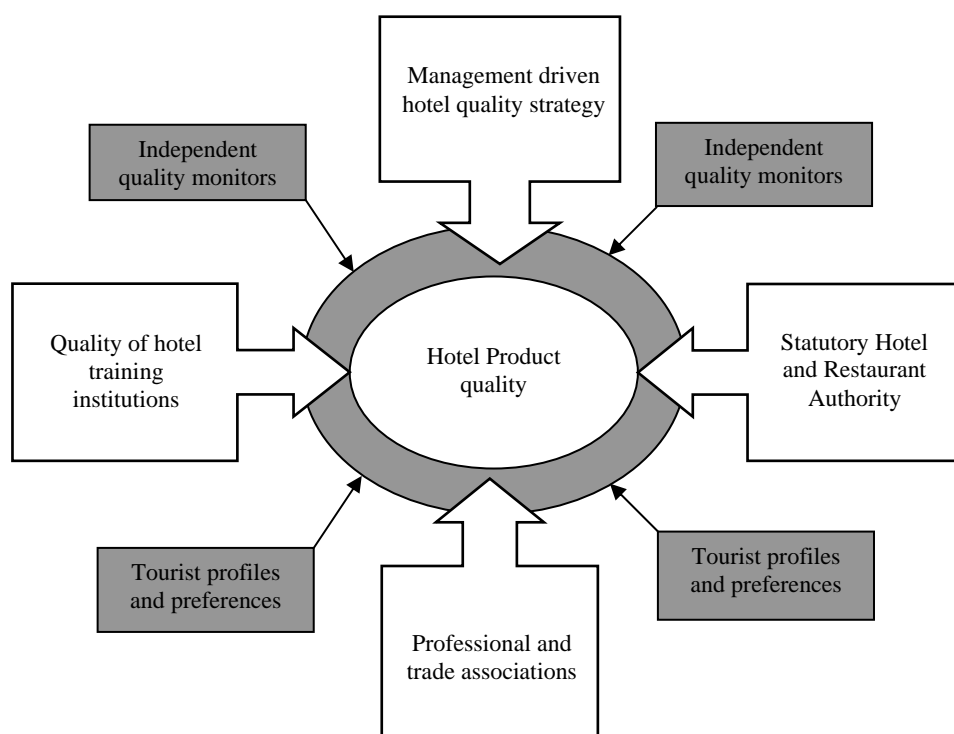 Management driven
hotel quality strategy
Independent
quality monitors
Independent
quality monitors
Quality of hotel
training
institutions
Hotel Product
quality
Statutory Hotel
and Restaurant
Authority
Tourist profiles
and preferences
Tourist profiles
and preferences
Professional and
trade associations